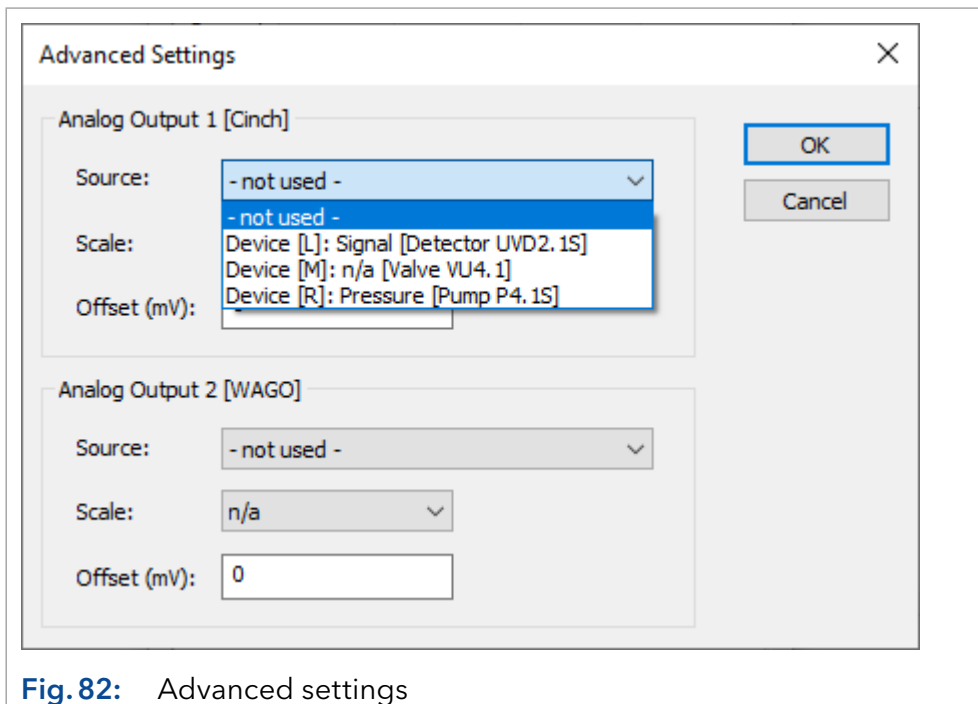 Advanced Settings
Analog Output 1 [Cinch]
OK
Source: - not used -
Cancel
- not used -
Scale: Device [L]: Signal [Detector UVD2.1S]
Device [M]: n/a [Valve VU4.1]
Offset (mV): Device [R]: Pressure [Pump P4.1S]
Analog Output 2 [WAGO]
Source: - not used -
Scale: n/a
Offset (mV): 0
Fig. 82: Advanced settings